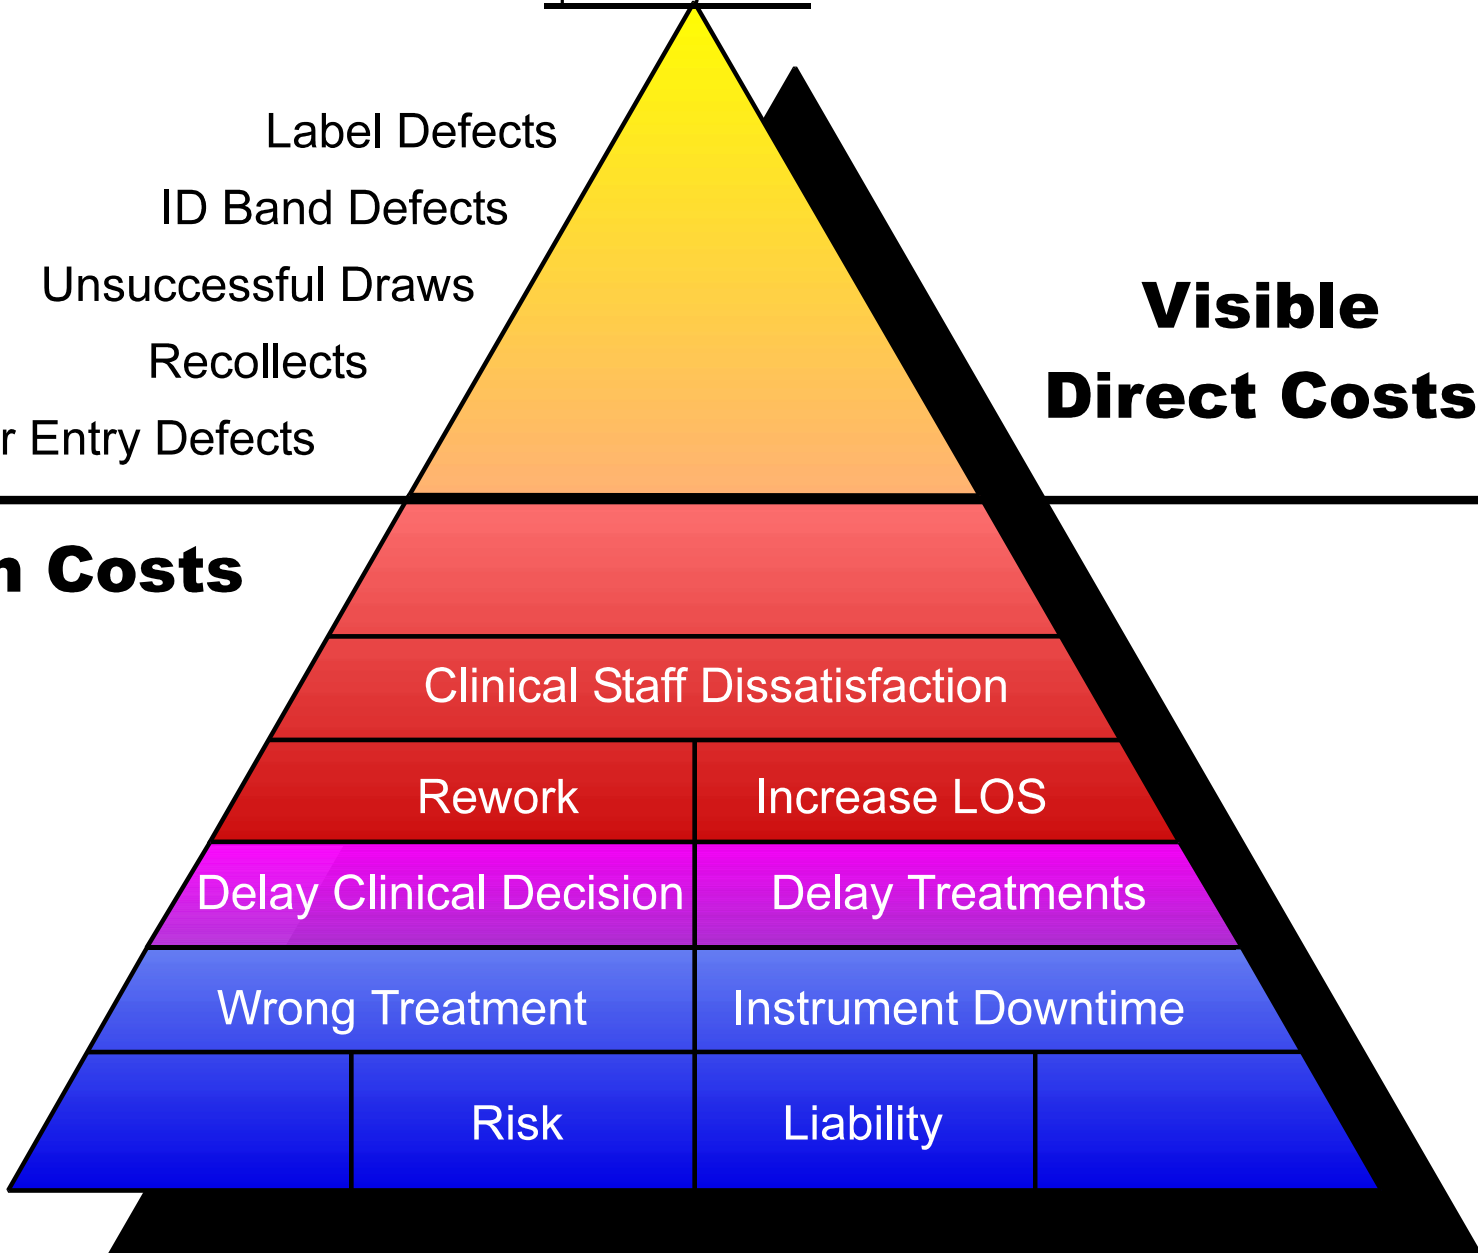 Label Defects
ID Band Defects
Unsuccessful Draws
Recollects
r Entry Defects
Visible
Direct Costs
n Costs
Clinical Staff Dissatisfaction
Rework
Increase LOS
Delay Clinical Decision
Delay Treatments
Wrong Treatment
Instrument Downtime
Risk
Liability